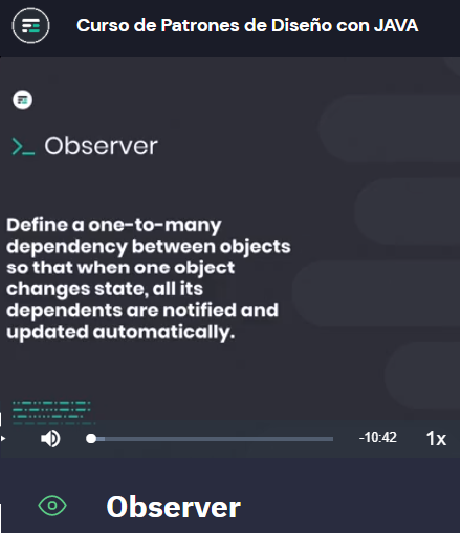 Curso de Patrones de Diseño con JAVA
>_ Observer
Define a one-to-many
dependency between objects
so that when one object
changes state, all its
dependents are notified and
updated automatically.
-10:42
1x
Observer